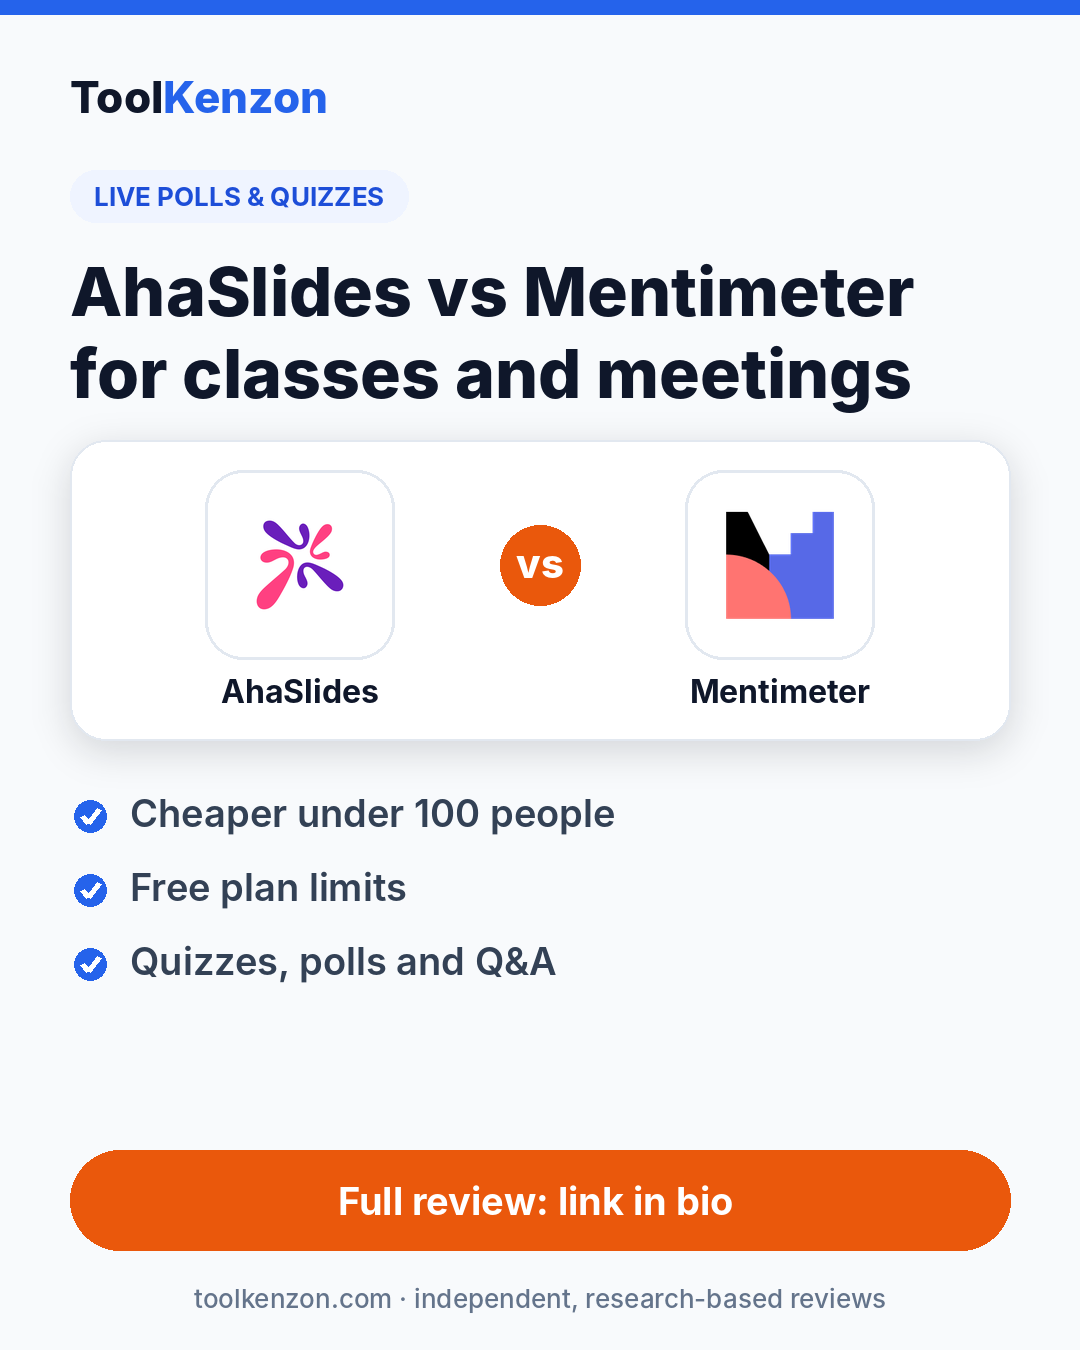 ToolKenzon
LIVE POLLS & QUIZZES
AhaSlides vs Mentimeter
for classes and meetings
vs
AhaSlides
Mentimeter
Cheaper under 100 people
Free plan limits
Quizzes, polls and Q&A
Full review: link in bio
toolkenzon.com · independent, research-based reviews